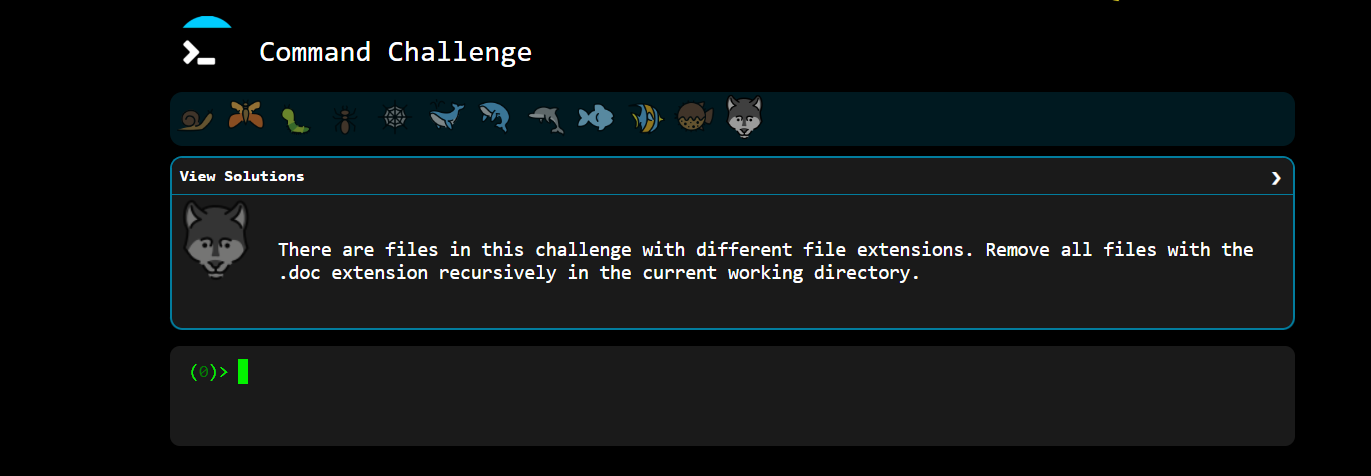 Command Challenge
View Solutions
There are files in this challenge with different file extensions. Remove all files with the
.doc extension recursively in the current working directory.
(0)>